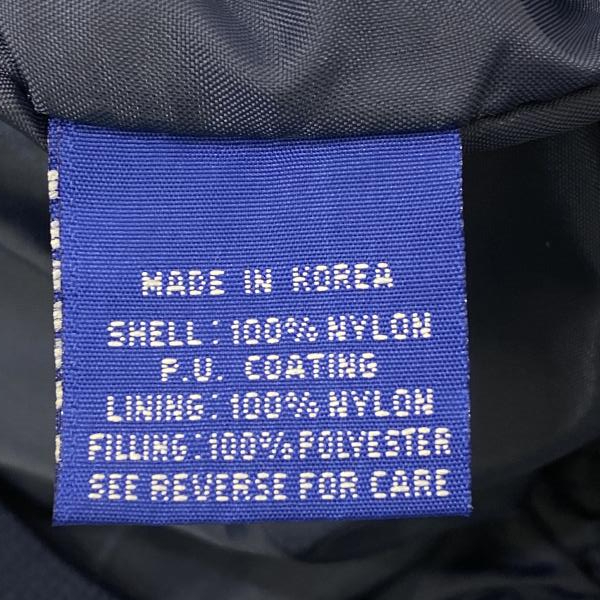 MADE IN KOREA
SHELL: 100% NYLON
P.U. COATING
LINING: 100% NYLON
FILLING: 100% POLYESTER
SEE REVERSE FOR CARE